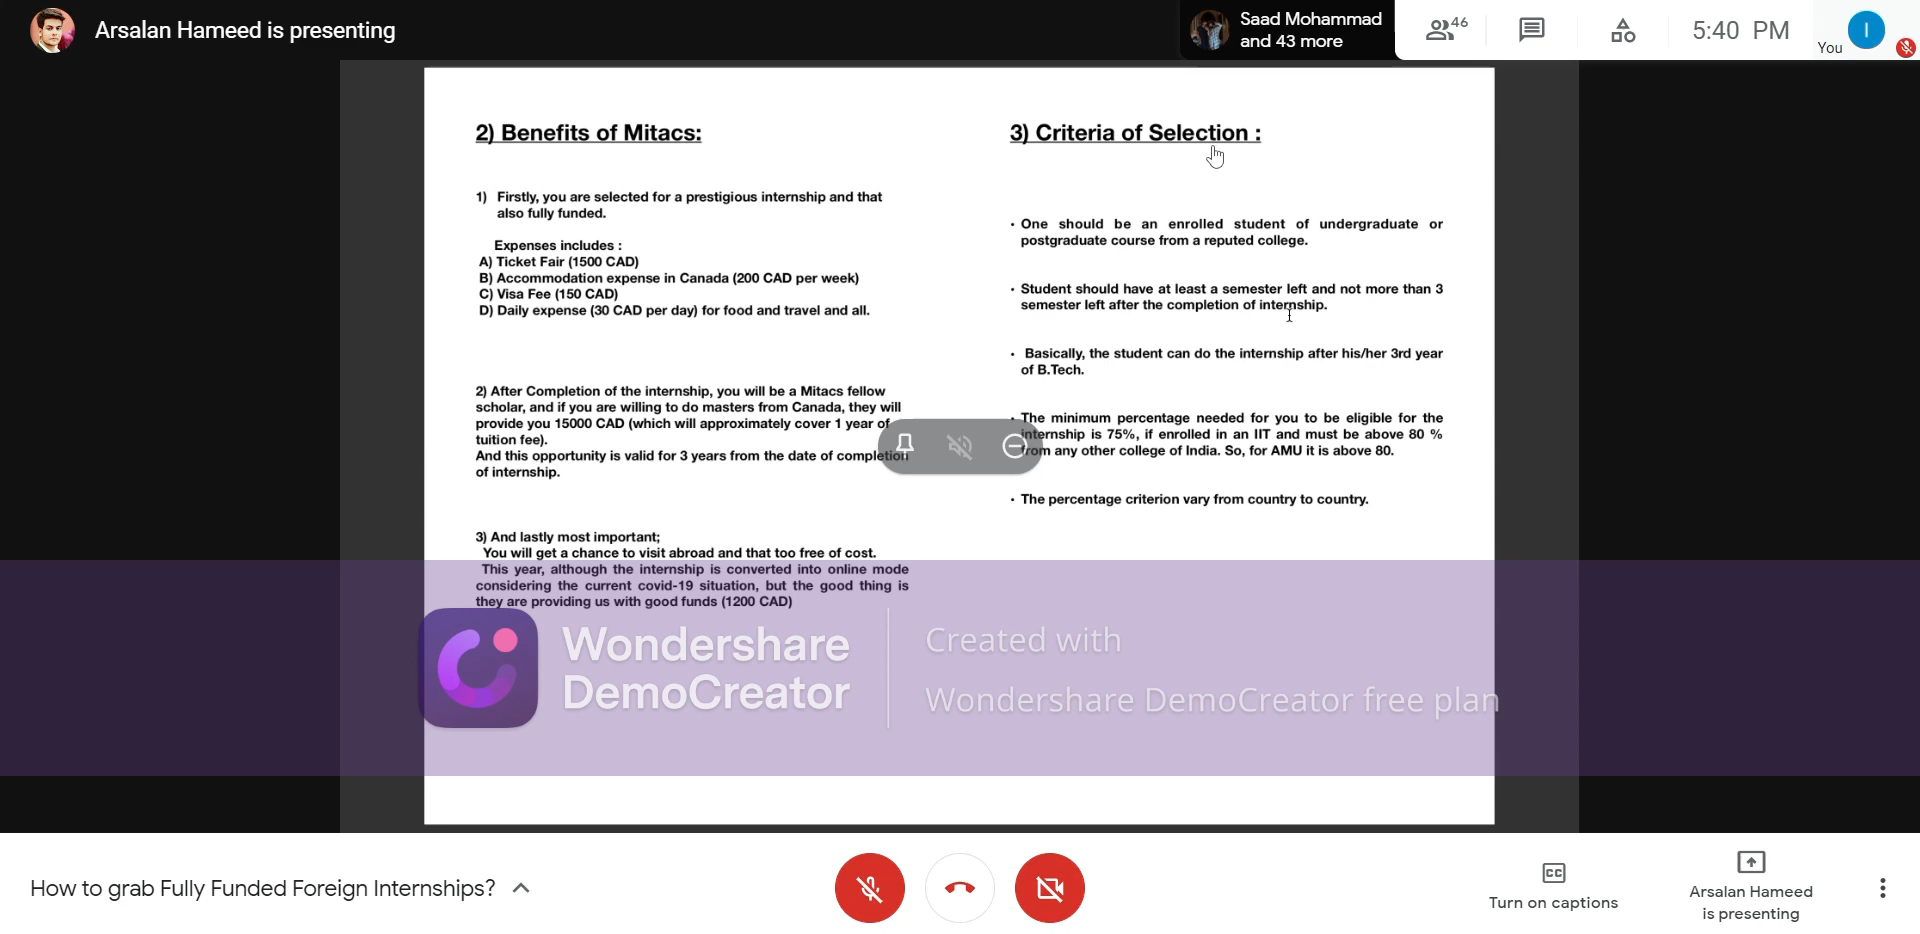 Arsalan Hameed is presenting
Saad Mohammad
and 43 more
46
5:40 PM
You
I
2) Benefits of Mitacs:
1) Firstly, you are selected for a prestigious internship and that
also fully funded.
Expenses includes :
A) Ticket Fair (1500 CAD)
B) Accommodation expense in Canada (200 CAD per week)
C) Visa Fee (150 CAD)
D) Daily expense (30 CAD per day) for food and travel and all.
2) After Completion of the internship, you will be a Mitacs fellow
scholar, and if you are willing to do masters from Canada, they will
provide you 15000 CAD (which will approximately cover 1 year of
tuition fee).
And this opportunity is valid for 3 years from the date of completion
of internship.
3) And lastly most important;
You will get a chance to visit abroad and that too free of cost.
This year, although the internship is converted into online mode
considering the current covid-19 situation, but the good thing is
they are providing us with good funds (1200 CAD)
3) Criteria of Selection :
· One should be an enrolled student of undergraduate or
postgraduate course from a reputed college.
· Student should have at least a semester left and not more than 3
semester left after the completion of internship.
· Basically, the student can do the internship after his/her 3rd year
of B.Tech.
· The minimum percentage needed for you to be eligible for the
internship is 75%, if enrolled in an IIT and must be above 80 %
from any other college of India. So, for AMU it is above 80.
· The percentage criterion vary from country to country.
Wondershare
DemoCreator
Created with
Wondershare DemoCreator free plan
How to grab Fully Funded Foreign Internships?
CC
Turn on captions
Arsalan Hameed
is presenting